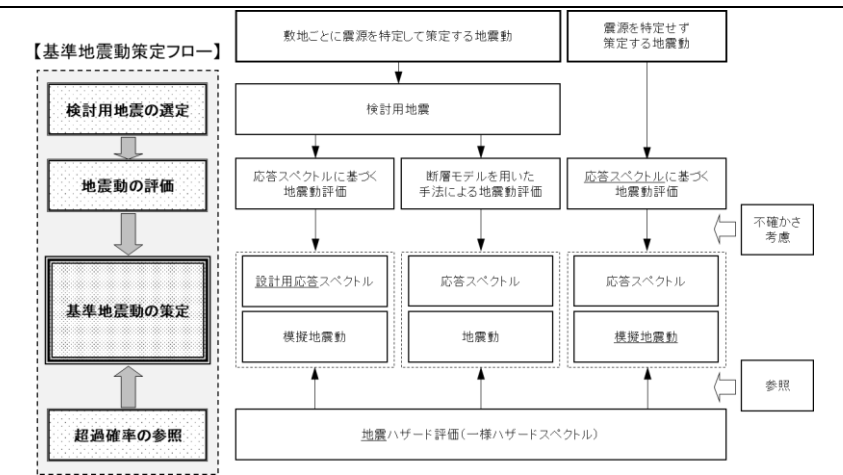 【基準地震動策定フロー】
検討用地震の選定
地震動の評価
基準地震動の策定
超過確率の参照
敷地ごとに震源を特定して策定する地震動
震源を特定せず
策定する地震動
検討用地震
応答スペクトルに基づく
地震動評価
断層モデルを用いた
手法による地震動評価
応答スペクトルに基づく
地震動評価
不確かさ
考慮
設計用応答スペクトル
模擬地震動
応答スペクトル
地震動
応答スペクトル
模擬地震動
参照
地震ハザード評価(一様ハザードスペクトル)